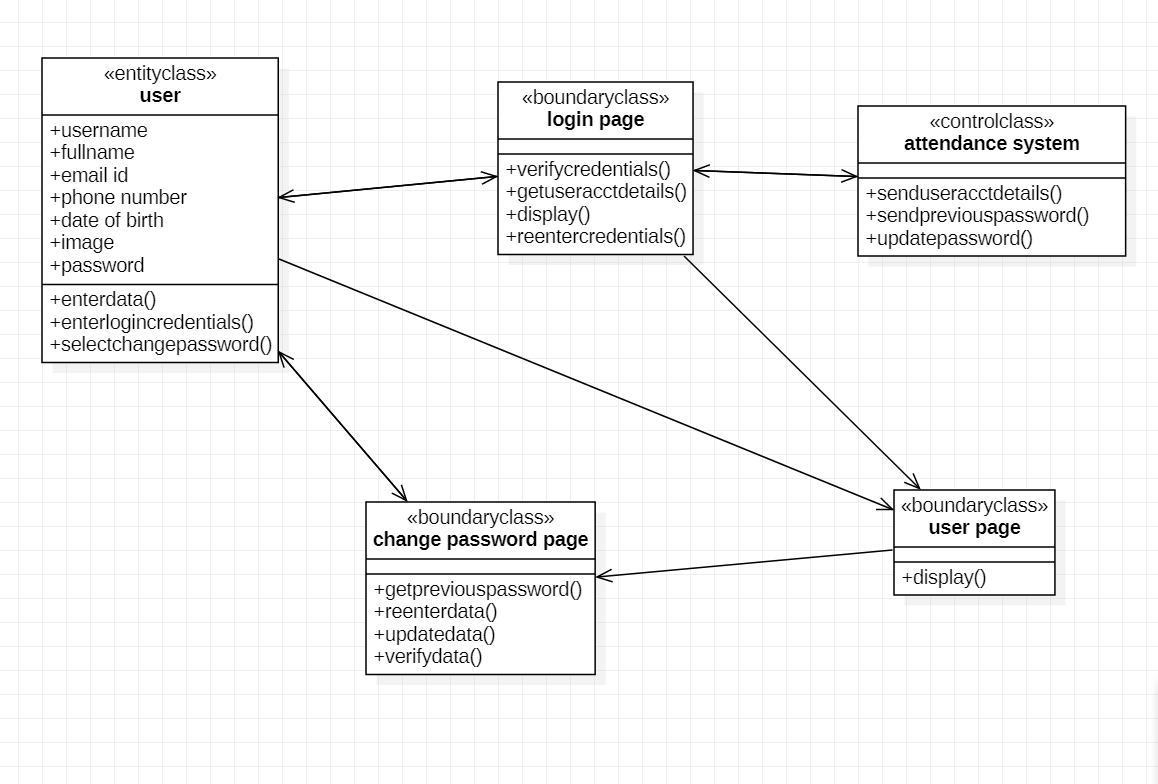 «entityclass»
user
+username
+fullname
+email id
+phone number
+date of birth
+image
+password
+enterdata()
+enterlogincredentials()
+selectchangepassword()
«boundaryclass»
login page
+verifycredentials()
+getuseracctdetails()
+display()
+reentercredentials()
«controlclass»
attendance system
+senduseracctdetails()
+sendpreviouspassword()
+updatepassword()
«boundaryclass»
change password page
+getpreviouspassword()
+reenterdata()
+updatedata()
+verifydata()
«boundaryclass»
user page
+display()